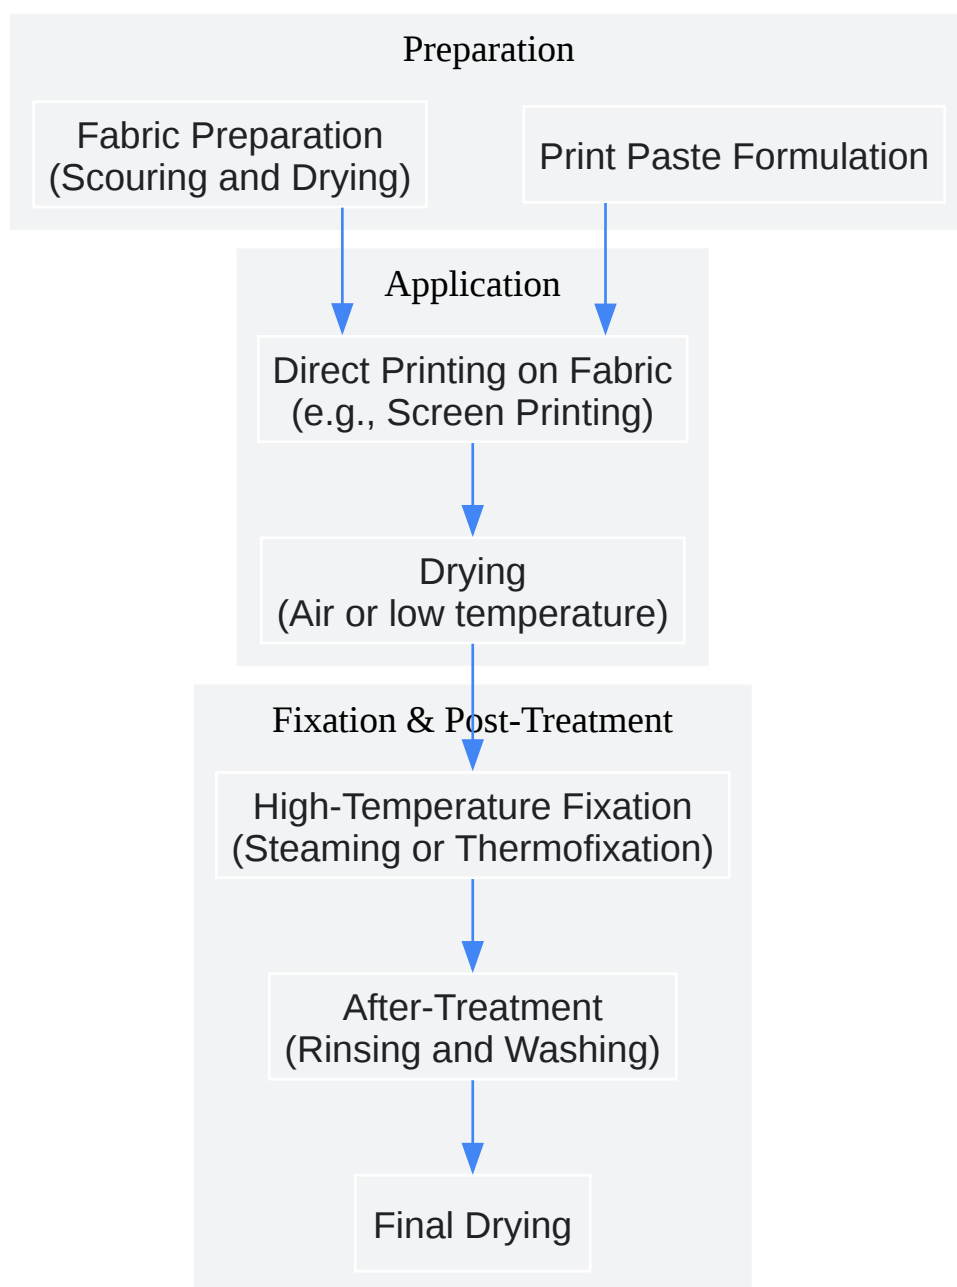 Preparation
Fabric Preparation
(Scouring and Drying)
Print Paste Formulation
Application
Direct Printing on Fabric
(e.g., Screen Printing)
Drying
(Air or low temperature)
Fixation & Post-Treatment
High-Temperature Fixation
(Steaming or Thermofixation)
After-Treatment
(Rinsing and Washing)
Final Drying